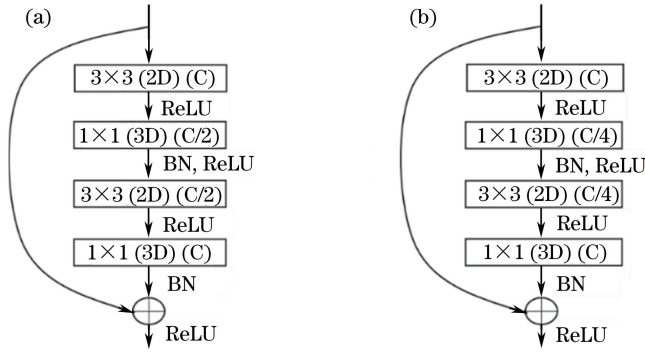 (a)
3×3 (2D) (C)
ReLU
1×1 (3D) (C/2)
BN, ReLU
3×3 (2D) (C/2)
ReLU
1×1 (3D) (C)
BN
ReLU
(b)
3×3 (2D) (C)
ReLU
1×1 (3D) (C/4)
BN, ReLU
3×3 (2D) (C/4)
ReLU
1×1 (3D) (C)
BN
ReLU